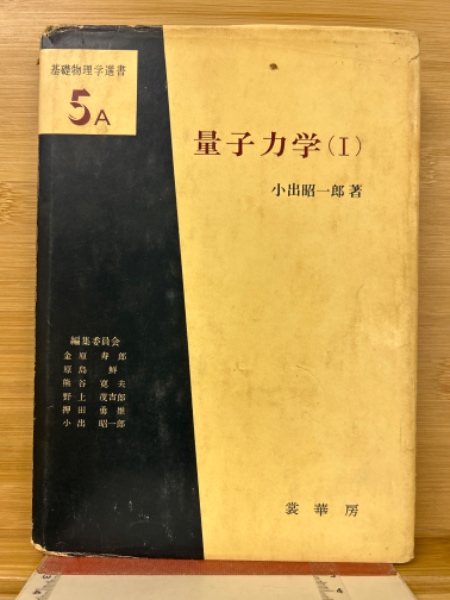 基礎物理学選書
5A
量子力学(I)
小出昭一郎著
編集委員会
金原寿郎
原島鮮
熊谷寛夫
野上茂吉郎
押田勇雄
小出昭一郎
裳華房